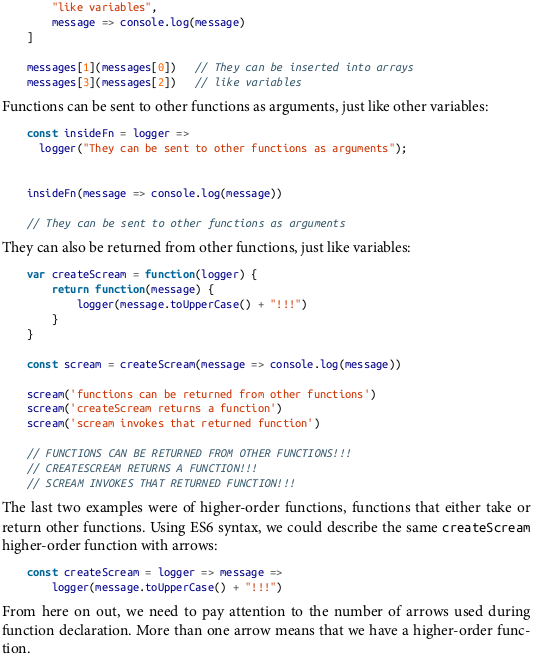 "like variables",
message => console.log(message)
]
messages[1](messages[0]) // They can be inserted into arrays
messages[3](messages[2]) // like variables
Functions can be sent to other functions as arguments, just like other variables:
const insideFn = logger =>
logger("They can be sent to other functions as arguments");
insideFn(message => console.log(message))
// They can be sent to other functions as arguments
They can also be returned from other functions, just like variables:
var createScream = function(logger) {
return function(message) {
logger(message.toUpperCase() + "!!!")
}
}
const scream = createScream(message => console.log(message))
scream('functions can be returned from other functions')
scream('createScream returns a function')
scream('scream invokes that returned function')
// FUNCTIONS CAN BE RETURNED FROM OTHER FUNCTIONS!!!
// CREATESCREAM RETURNS A FUNCTION!!!
// SCREAM INVOKES THAT RETURNED FUNCTION!!!
The last two examples were of higher-order functions, functions that either take or
return other functions. Using ES6 syntax, we could describe the same createScream
higher-order function with arrows:
const createScream = logger => message =>
logger(message.toUpperCase() + "!!!")
From here on out, we need to pay attention to the number of arrows used during
function declaration. More than one arrow means that we have a higher-order func-
tion.